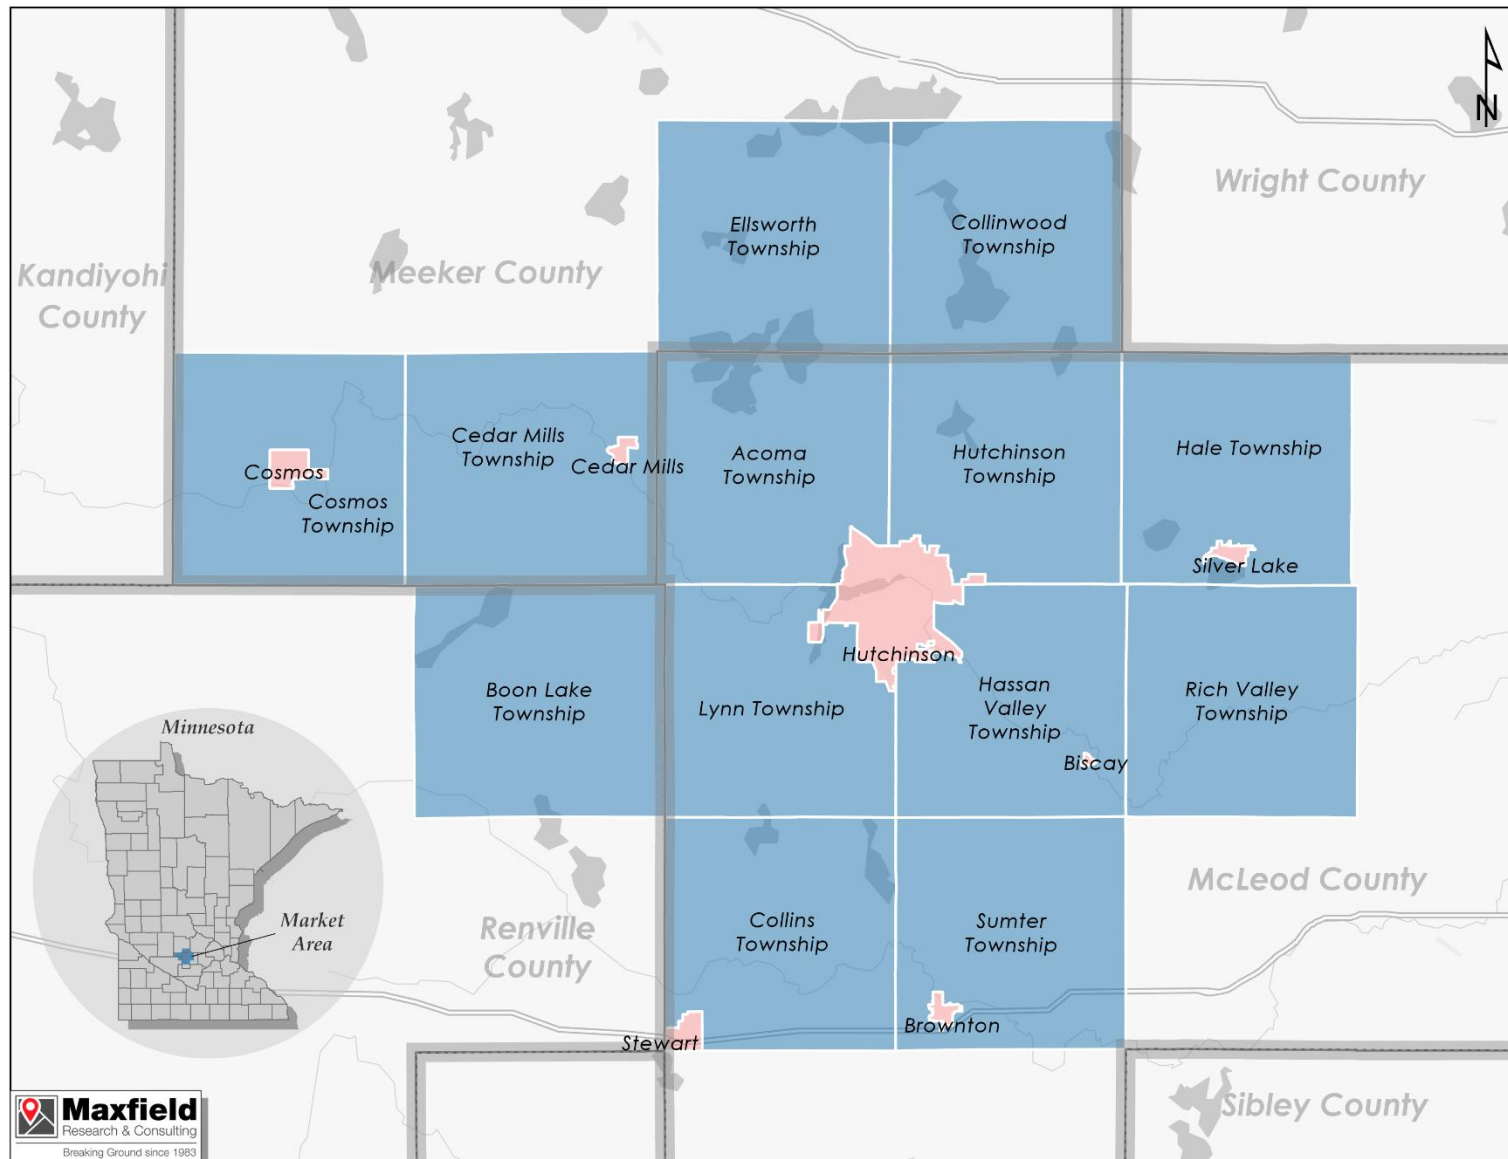 N
Wright County
Ellsworth
Township
Collinwood
Township
Kandiyohi
County
Meeker County
Cedar Mills
Township
Cedar Mills
Cosmos
Cosmos
Township
Acoma
Township
Hutchinson
Township
Hale Township
Silver Lake
Hutchinson
Boon Lake
Township
Lynn Township
Hassan
Valley
Township
Rich Valley
Township
Biscay
Minnesota
Market
Area
Renville
County
Collins
Township
Sumter
Township
McLeod County
Stewart
Brownton
Sibley County
Maxfield
Research & Consulting
Breaking Ground since 1983